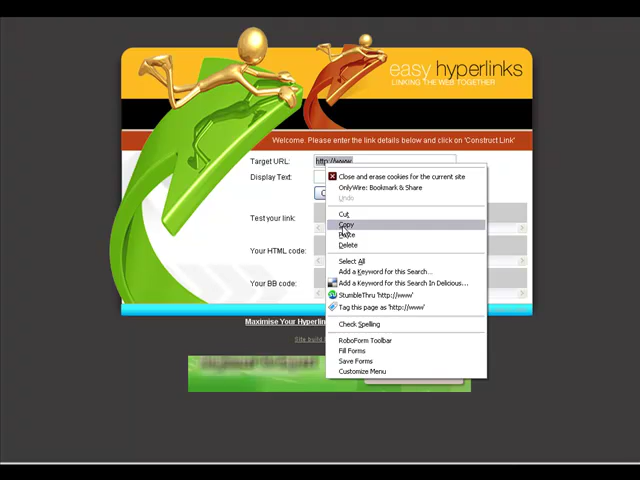 easy hyperlinks
LINKING THE WEB TOGETHER
Welcome. Please enter the link details below and click on 'Construct Link'
Target URL:
http://www
Display Text:
Test your link:
Your HTML code:
Your BB code:
Close and erase cookies for the current site
OnlyWire: Bookmark & Share
Undo
Cut
Copy
Paste
Delete
Select All
Add a Keyword for this Search...
Add a Keyword for this Search In Delicious...
StumbleThru 'http://www'
Tag this page as 'http://www'
Check Spelling
RoboForm Toolbar
Fill Forms
Save Forms
Customize Menu
Maximise Your Hyperlin
Site build